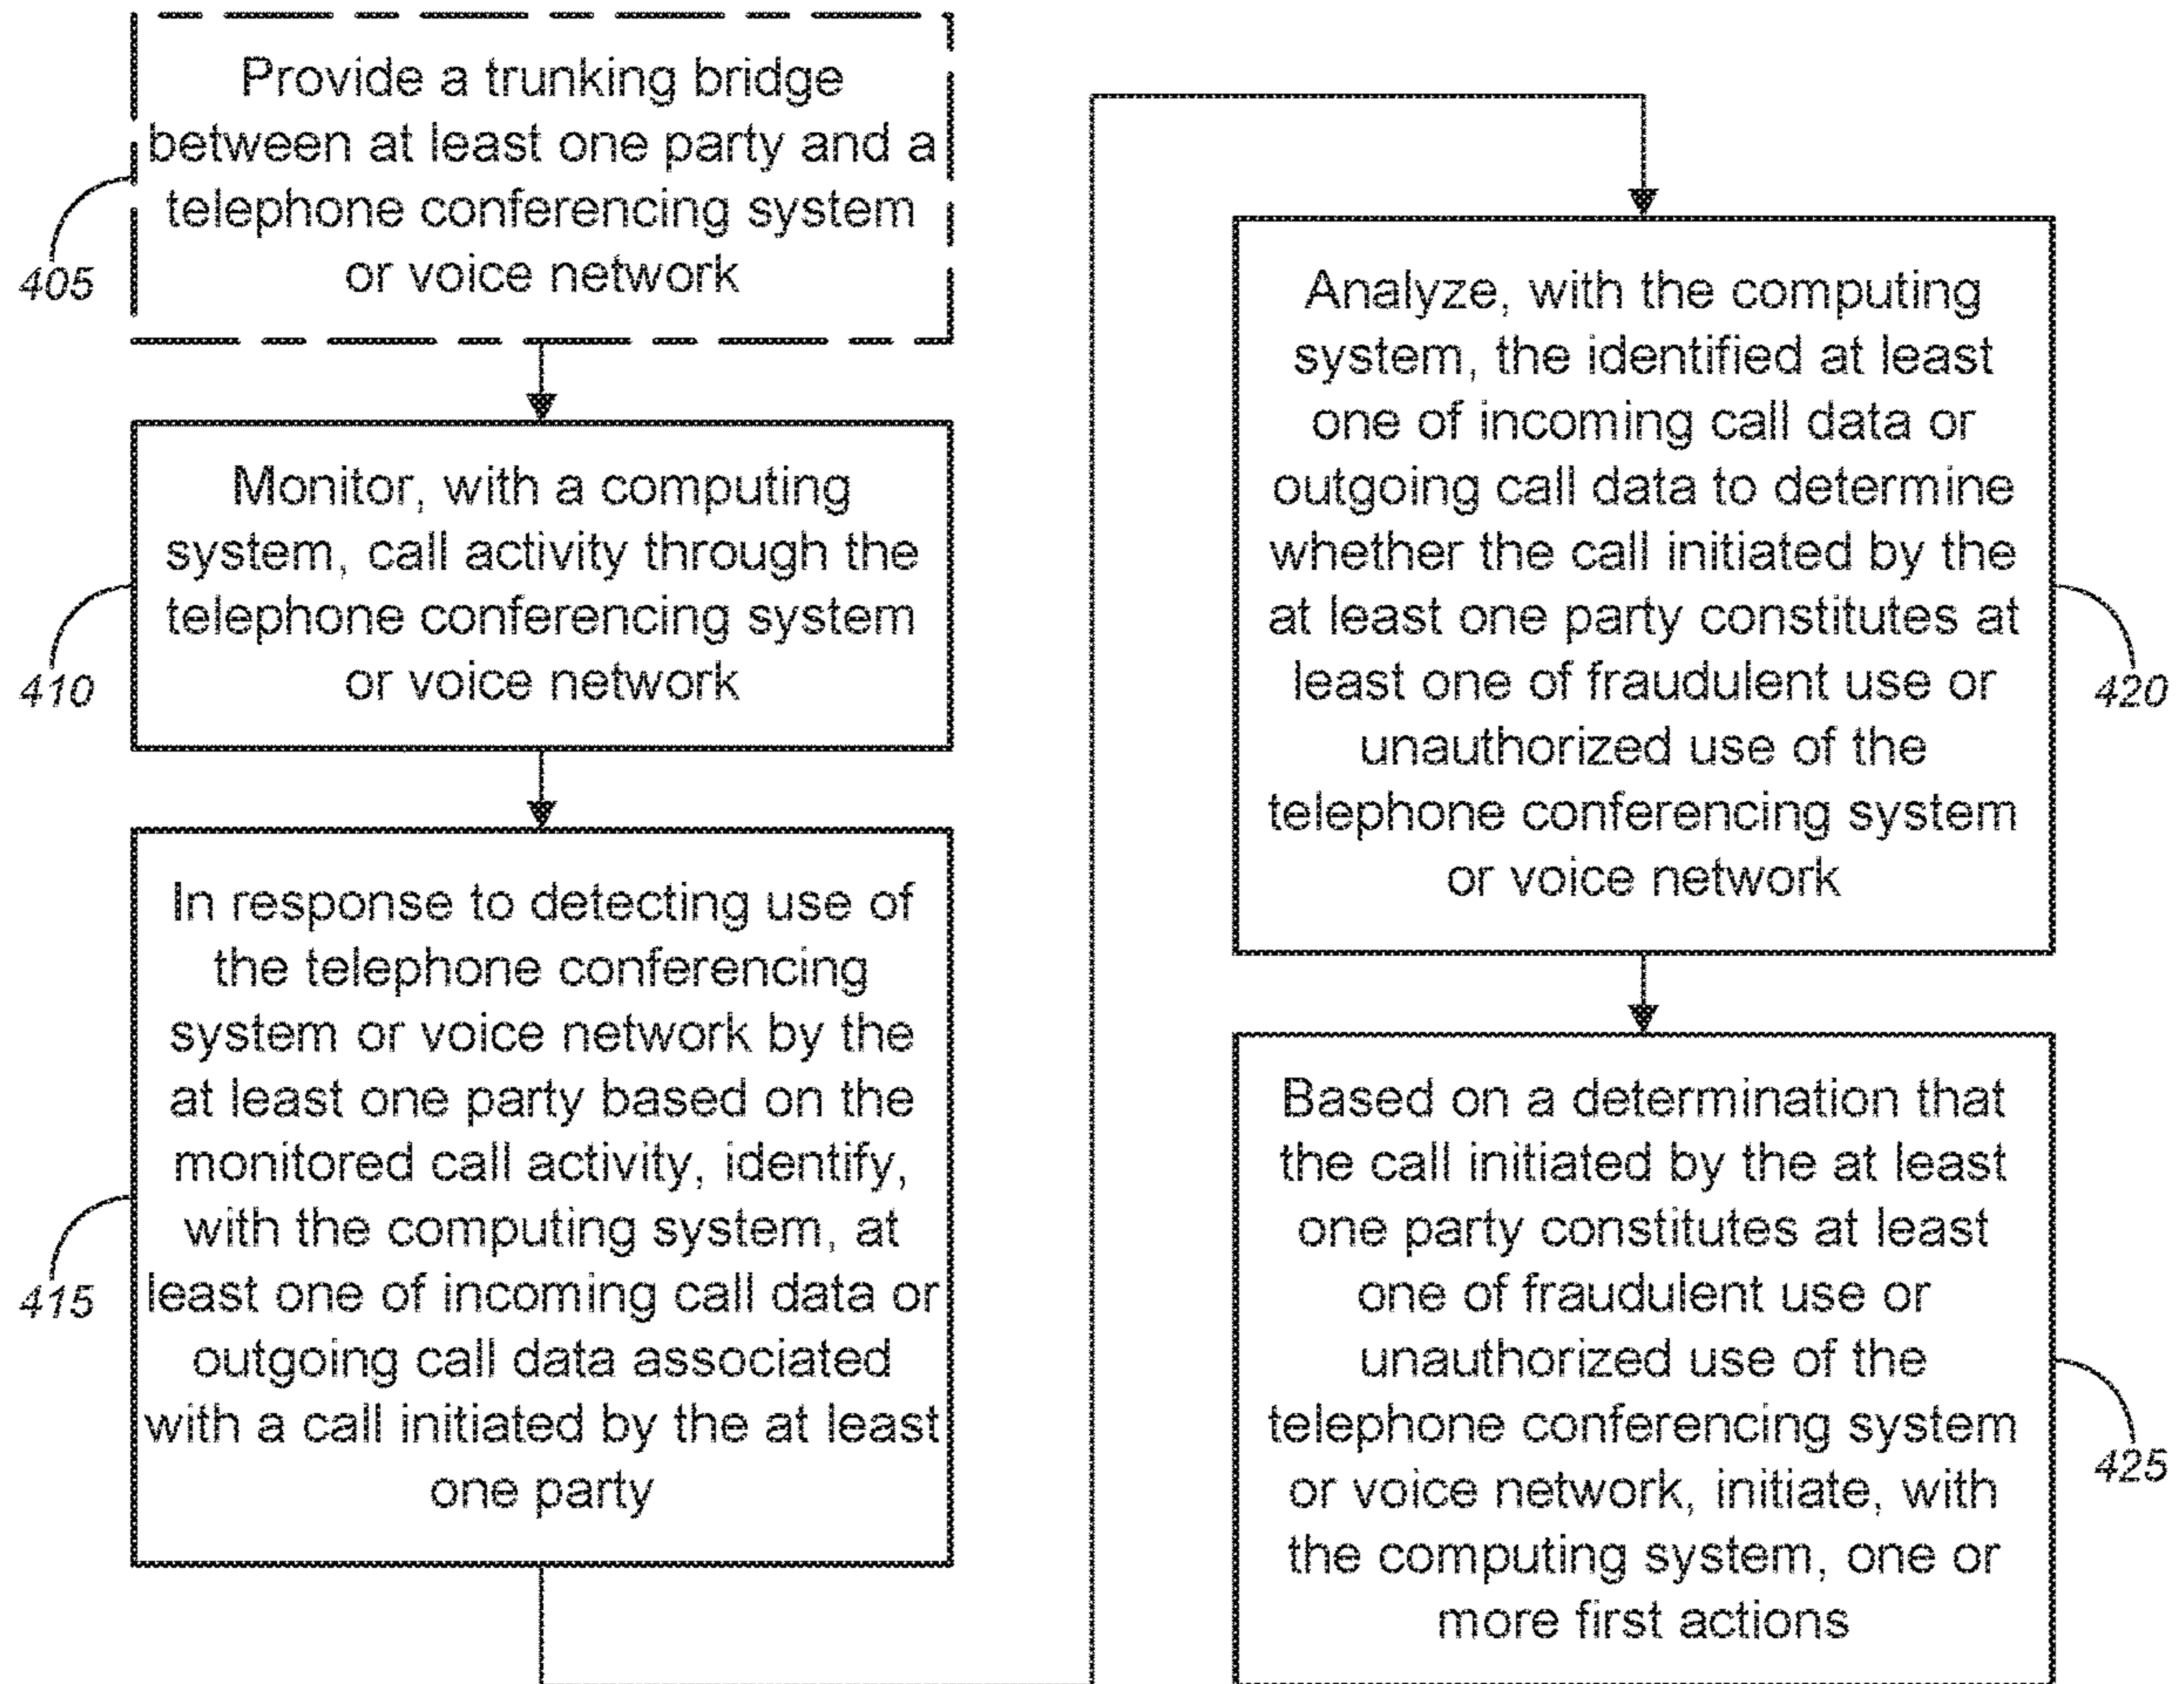 Provide a trunking bridge
between at least one party and a
telephone conferencing system
or voice network
405
Monitor, with a computing
system, call activity through the
telephone conferencing system
or voice network
410
In response to detecting use of
the telephone conferencing
system or voice network by the
at least one party based on the
monitored call activity, identify,
with the computing system, at
least one of incoming call data or
outgoing call data associated
with a call initiated by the at least
one party
415
Analyze, with the computing
system, the identified at least
one of incoming call data or
outgoing call data to determine
whether the call initiated by the
at least one party constitutes at
least one of fraudulent use or
unauthorized use of the
telephone conferencing system
or voice network
420
Based on a determination that
the call initiated by the at least
one party constitutes at least
one of fraudulent use or
unauthorized use of the
telephone conferencing system
or voice network, initiate, with
the computing system, one or
more first actions
425